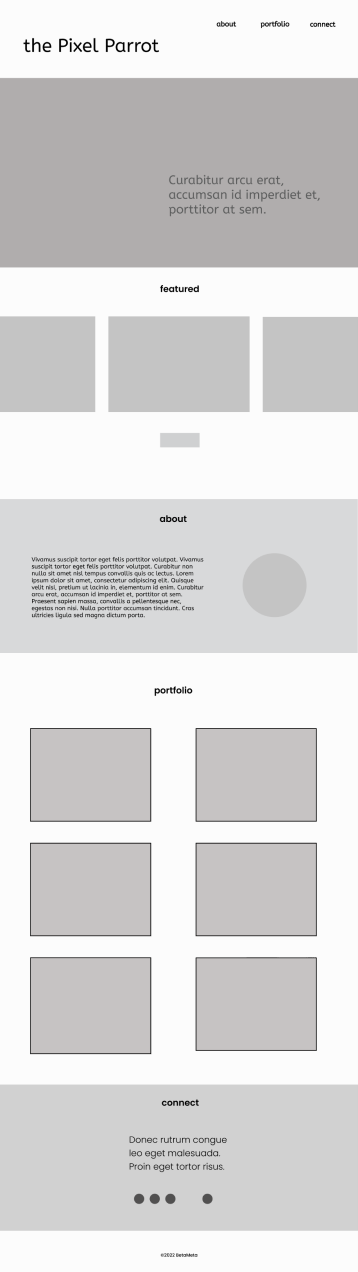 about portfolio connect
the Pixel Parrot
Curabitur arcu erat,
accumsan id imperdiet et,
porttitor at sem.
featured
about
Vivamus suscipit tortor eget felis porttitor volutpat. Vivamus
suscipit tortor eget felis porttitor volutpat. Curabitur non
nulla sit amet nisl tempus convallis quis ac lectus. Lorem
ipsum dolor sit amet, consectetur adipiscing elit. Quisque
velit nisi, pretium ut lacinia in, elementum id enim. Curabitur
arcu erat, accumsan id imperdiet et, porttitor at sem.
Praesent sapien massa, convallis a pellentesque nec,
egestas non nisi. Nulla porttitor accumsan tincidunt. Cras
ultricies ligula sed magna dictum porta.
portfolio
connect
Donec rutrum congue
leo eget malesuada.
Proin eget tortor risus.
©2022 BetaMeta